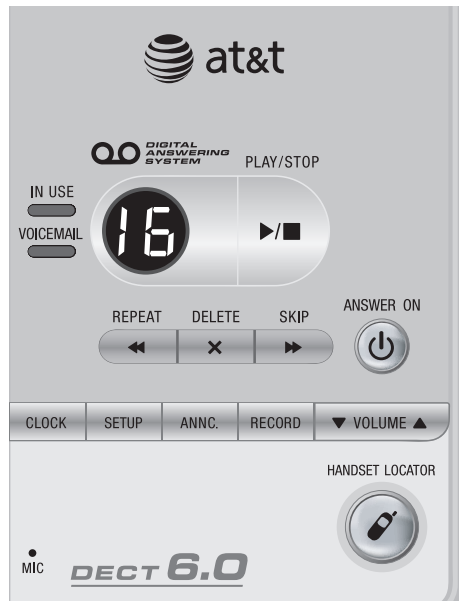 at&t
DIGITAL
ANSWERING
SYSTEM
PLAY/STOP
IN USE
VOICEMAIL
16
REPEAT DELETE SKIP
ANSWER ON
CLOCK SETUP ANNC. RECORD VOLUME
HANDSET LOCATOR
MIC
DECT 6.0